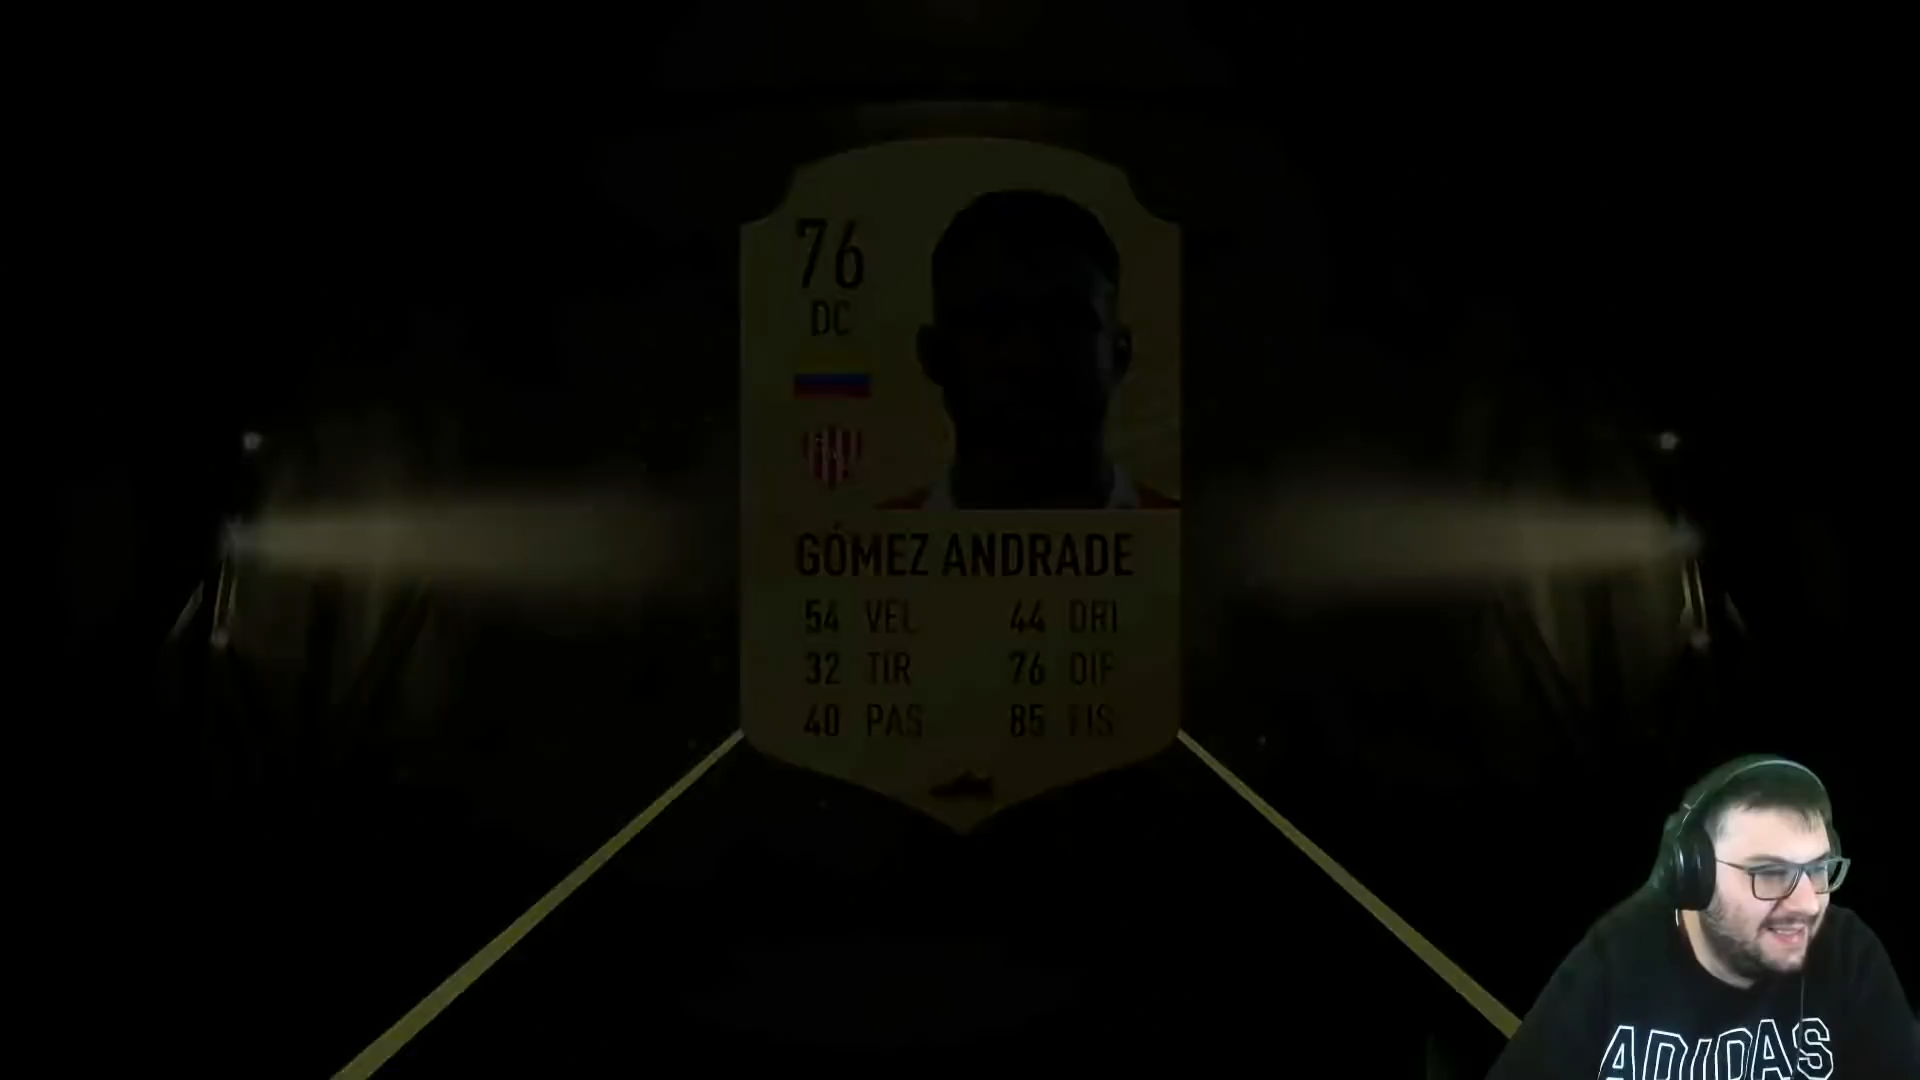 76
DC
GÓMEZ ANDRADE
54 VEL 44 DRI
32 TIR 76 DIF
40 PAS 85 FIS
ADIDAS